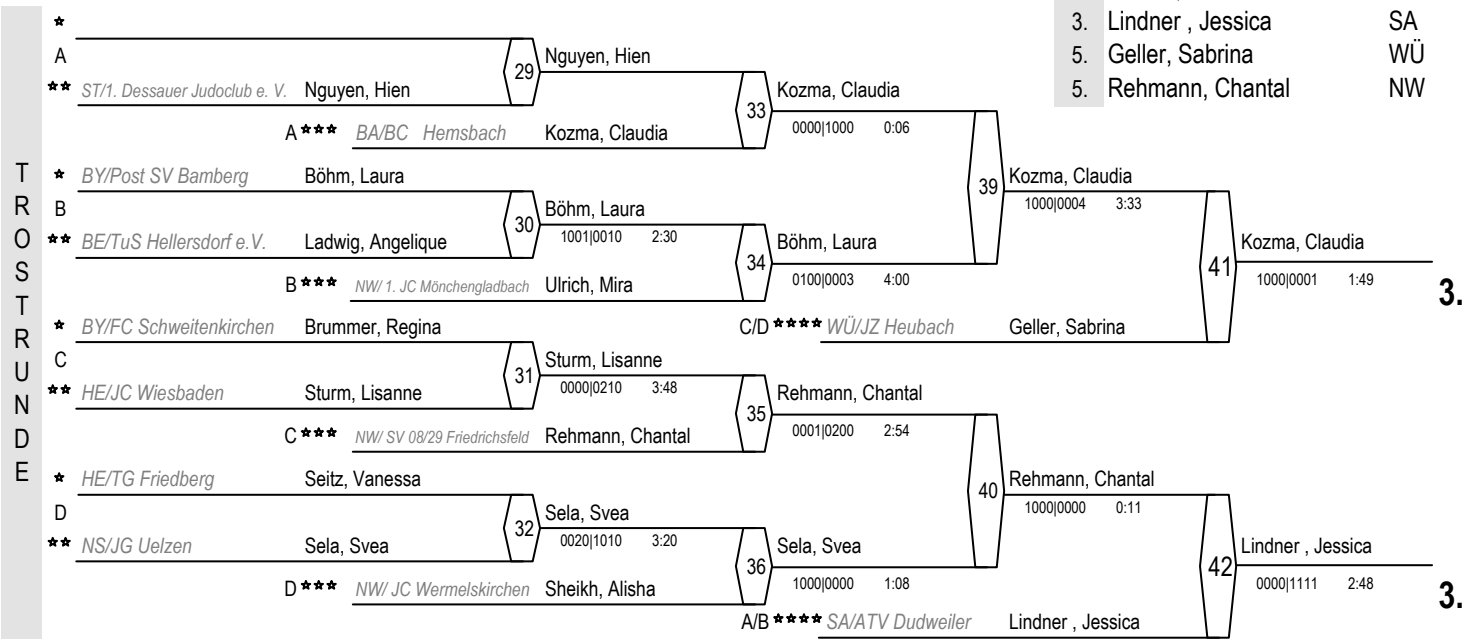 3. Lindner , Jessica SA
5. Geller, Sabrina WÜ
5. Rehmann, Chantal NW
TROSTRUNDE
*
A
** ST/1. Dessauer Judoclub e. V. Nguyen, Hien
29 Nguyen, Hien
A *** BA/BC Hemsbach Kozma, Claudia
33 Kozma, Claudia
0000|1000 0:06
* BY/Post SV Bamberg Böhm, Laura
B
** BE/TuS Hellersdorf e.V. Ladwig, Angelique
30 Böhm, Laura
1001|0010 2:30
B *** NW/ 1. JC Mönchengladbach Ulrich, Mira
34 Böhm, Laura
0100|0003 4:00
39 Kozma, Claudia
1000|0004 3:33
C/D **** WÜ/JZ Heubach Geller, Sabrina
41 Kozma, Claudia
1000|0001 1:49
3.
* BY/FC Schweitenkirchen Brummer, Regina
C
** HE/JC Wiesbaden Sturm, Lisanne
31 Sturm, Lisanne
0000|0210 3:48
C *** NW/ SV 08/29 Friedrichsfeld Rehmann, Chantal
35 Rehmann, Chantal
0001|0200 2:54
* HE/TG Friedberg Seitz, Vanessa
D
** NS/JG Uelzen Sela, Svea
32 Sela, Svea
0020|1010 3:20
D *** NW/ JC Wermelskirchen Sheikh, Alisha
36 Sela, Svea
1000|0000 1:08
40 Rehmann, Chantal
1000|0000 0:11
A/B **** SA/ATV Dudweiler Lindner , Jessica
42 Lindner , Jessica
0000|1111 2:48
3.